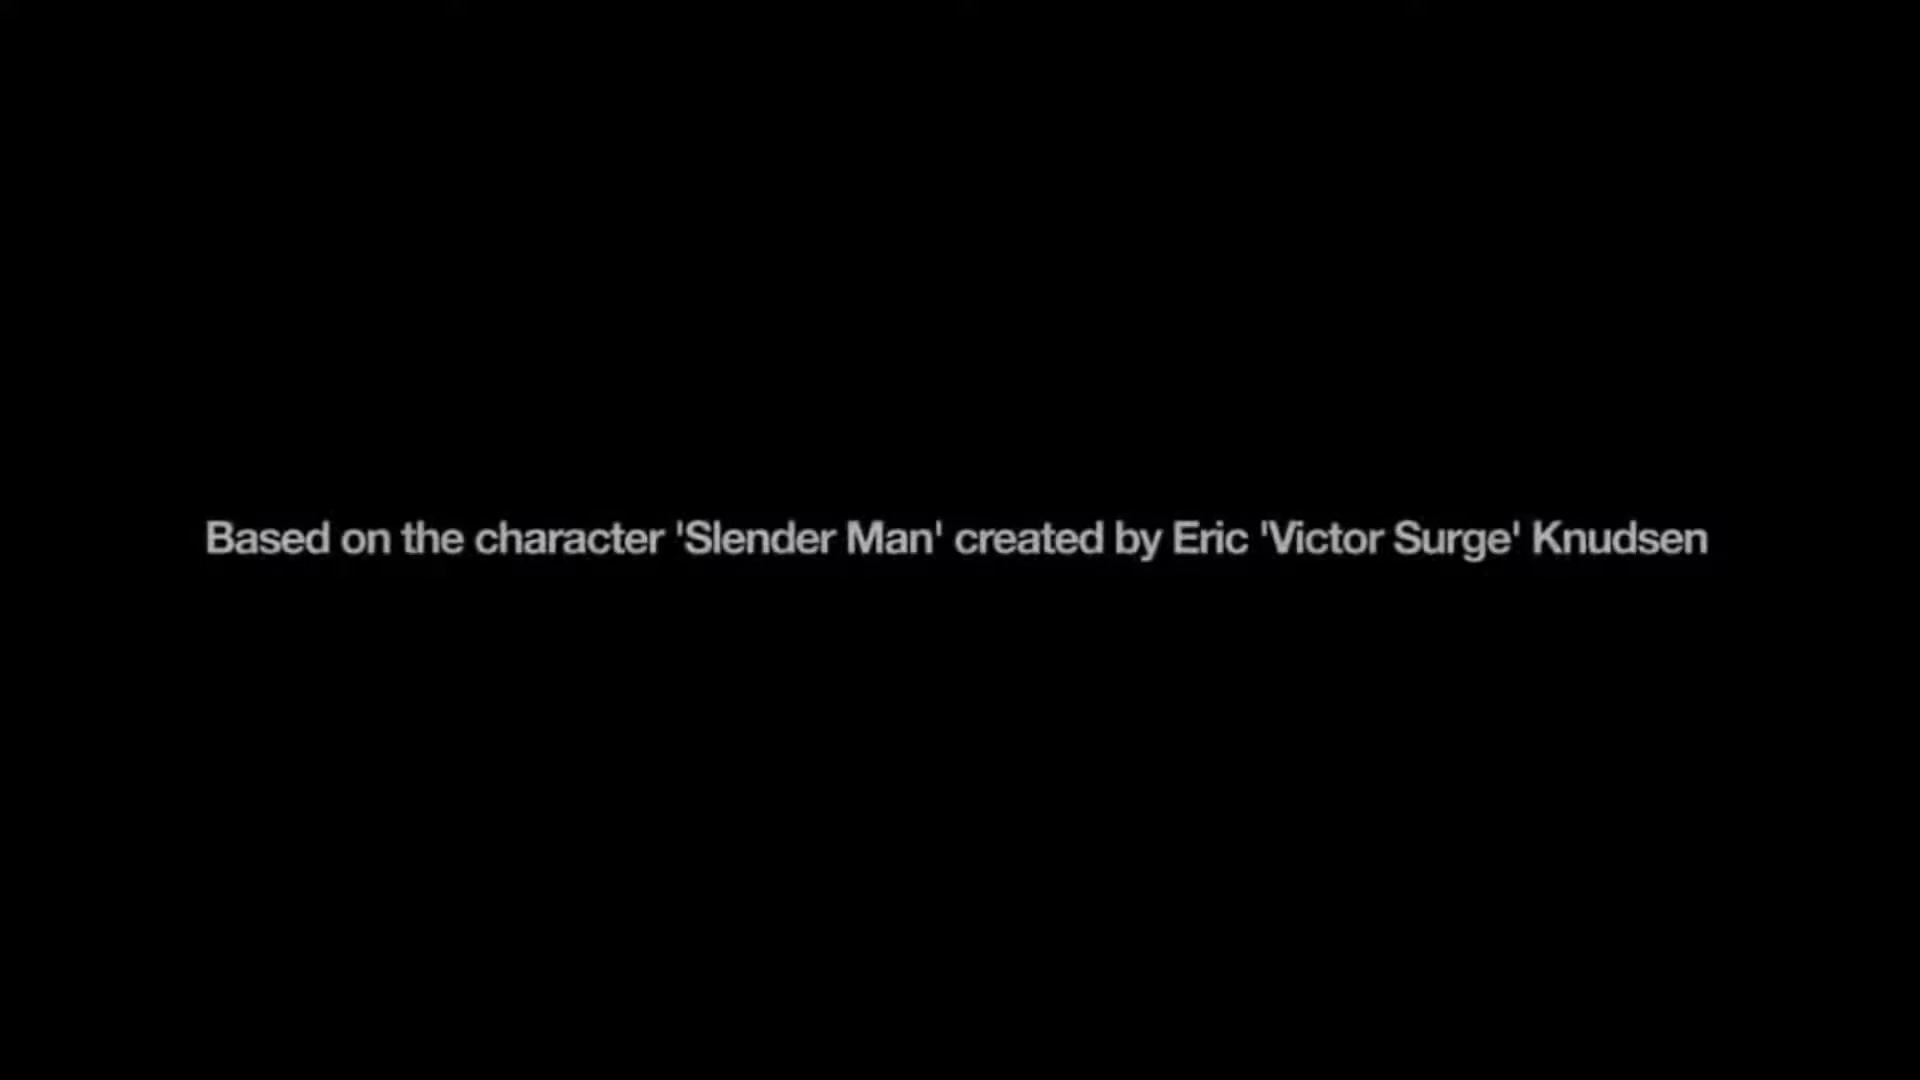 Based on the character 'Slender Man' created by Eric 'Victor Surge' Knudsen